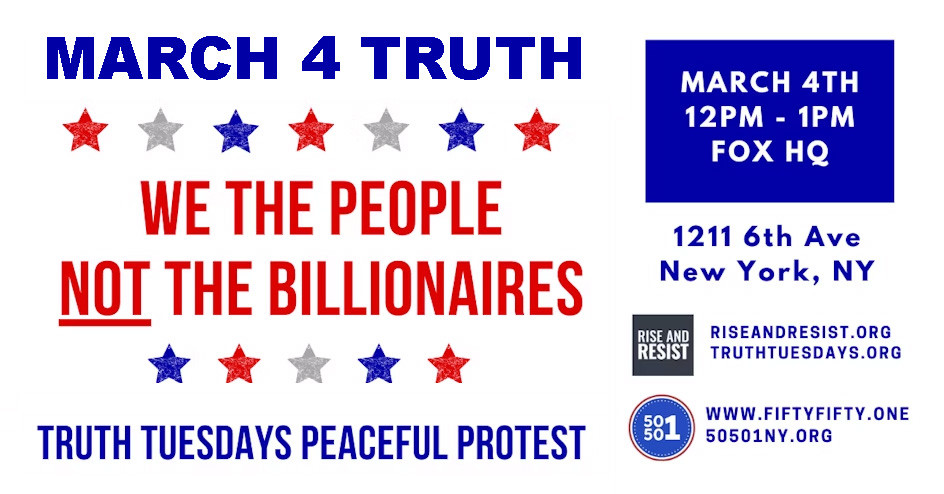 MARCH 4 TRUTH
WE THE PEOPLE
NOT THE BILLIONAIRES
TRUTH TUESDAYS PEACEFUL PROTEST
MARCH 4TH
12PM - 1PM
FOX HQ
1211 6th Ave
New York, NY
RISE AND
RESIST
RISEANDRESIST.ORG
TRUTHTUESDAYS.ORG
50
50 1
WWW.FIFTYFIFTY.ONE
50501NY.ORG